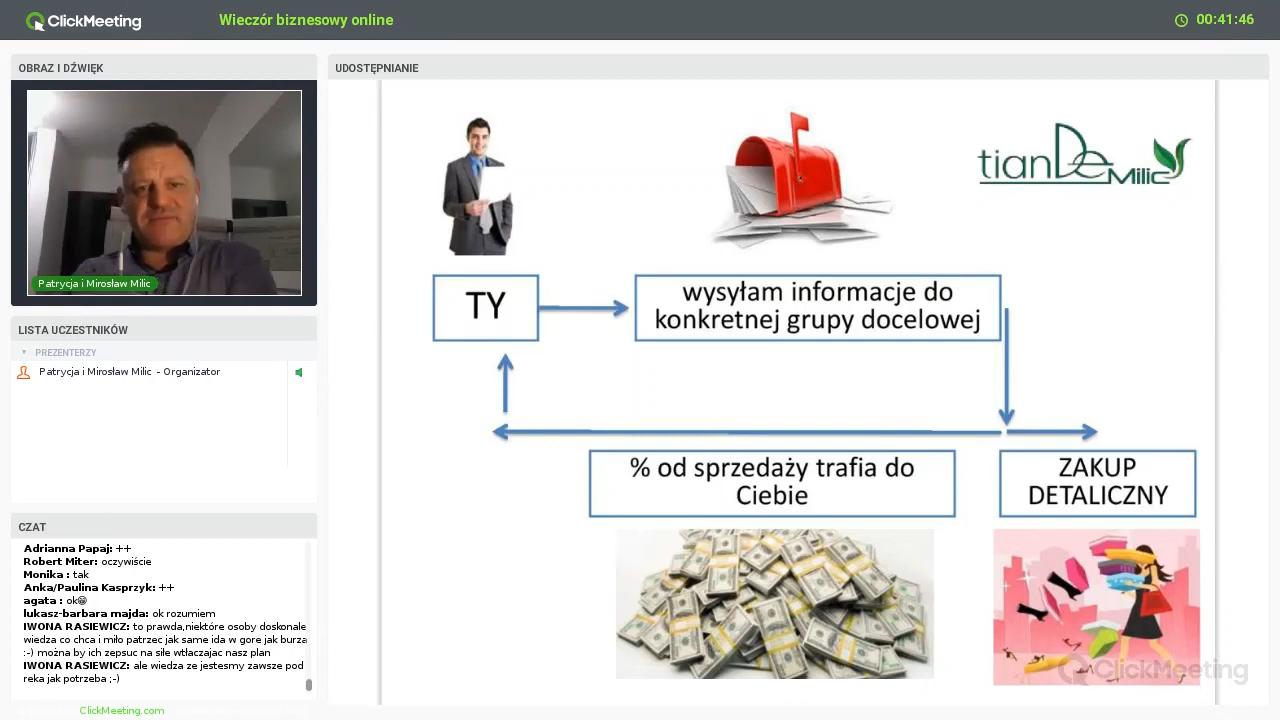 ClickMeeting
Wieczór biznesowy online
00:41:46
OBRAZ I DŹWIĘK
Patrycja i Mirosław Milic
LISTA UCZESTNIKÓW
PREZENTERZY
Patrycja i Mirosław Milic - Organizator
CZAT
Adrianna Papaj: ++
Robert Miter: oczywiście
Monika : tak
Anka/Paulina Kasprzyk: ++
agata : ok😁
lukasz-barbara majda: ok rozumiem
IWONA RASIEWICZ: to prawda,niektóre osoby doskonale
wiedza co chca i miło patrzec jak same ida w gore jak burza
:-) można by ich zepsuc na siłe wtłaczajac nasz plan
IWONA RASIEWICZ: ale wiedza ze jestesmy zawsze pod
reka jak potrzeba ;-)
ClickMeeting.com
UDOSTĘPNIANIE
tianDe Milic
TY
wysyłam informacje do
konkretnej grupy docelowej
% od sprzedaży trafia do
Ciebie
ZAKUP
DETALICZNY
ClickMeeting